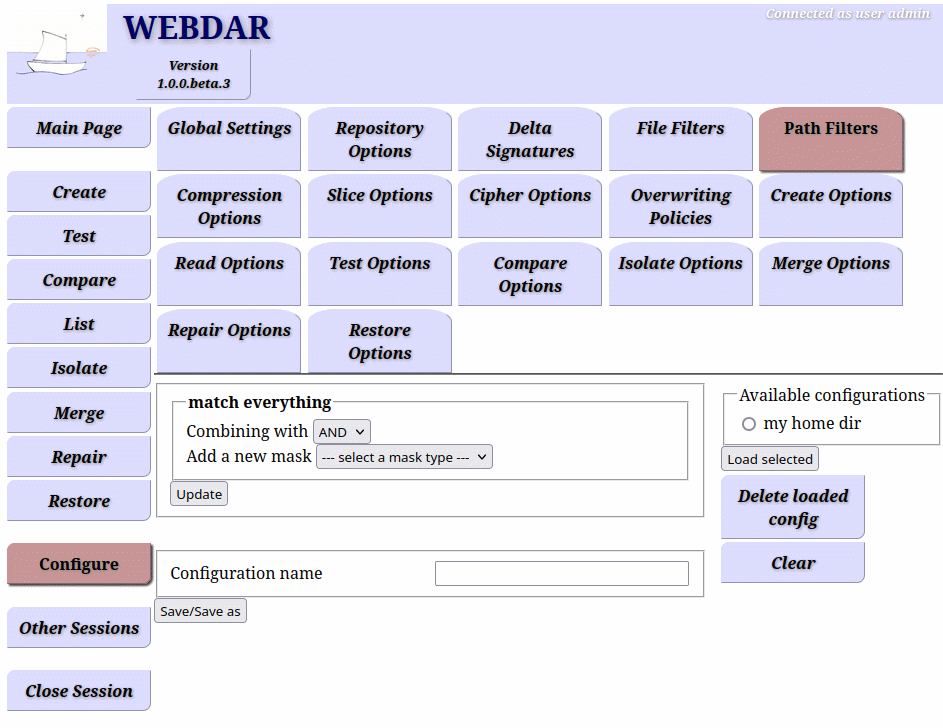 Connected as user admin
WEBDAR
Version
1.0.0.beta.3
Main Page
Global Settings
Repository
Options
Delta
Signatures
File Filters
Path Filters
Compression
Options
Slice Options
Cipher Options
Overwriting
Policies
Create Options
Read Options
Test Options
Compare
Options
Isolate Options
Merge Options
Repair Options
Restore
Options
Create
Test
Compare
List
Isolate
Merge
Repair
Restore
Configure
Other Sessions
Close Session
match everything
Combining with AND
Add a new mask --- select a mask type ---
Update
Configuration name
Save/Save as
Available configurations
my home dir
Load selected
Delete loaded
config
Clear